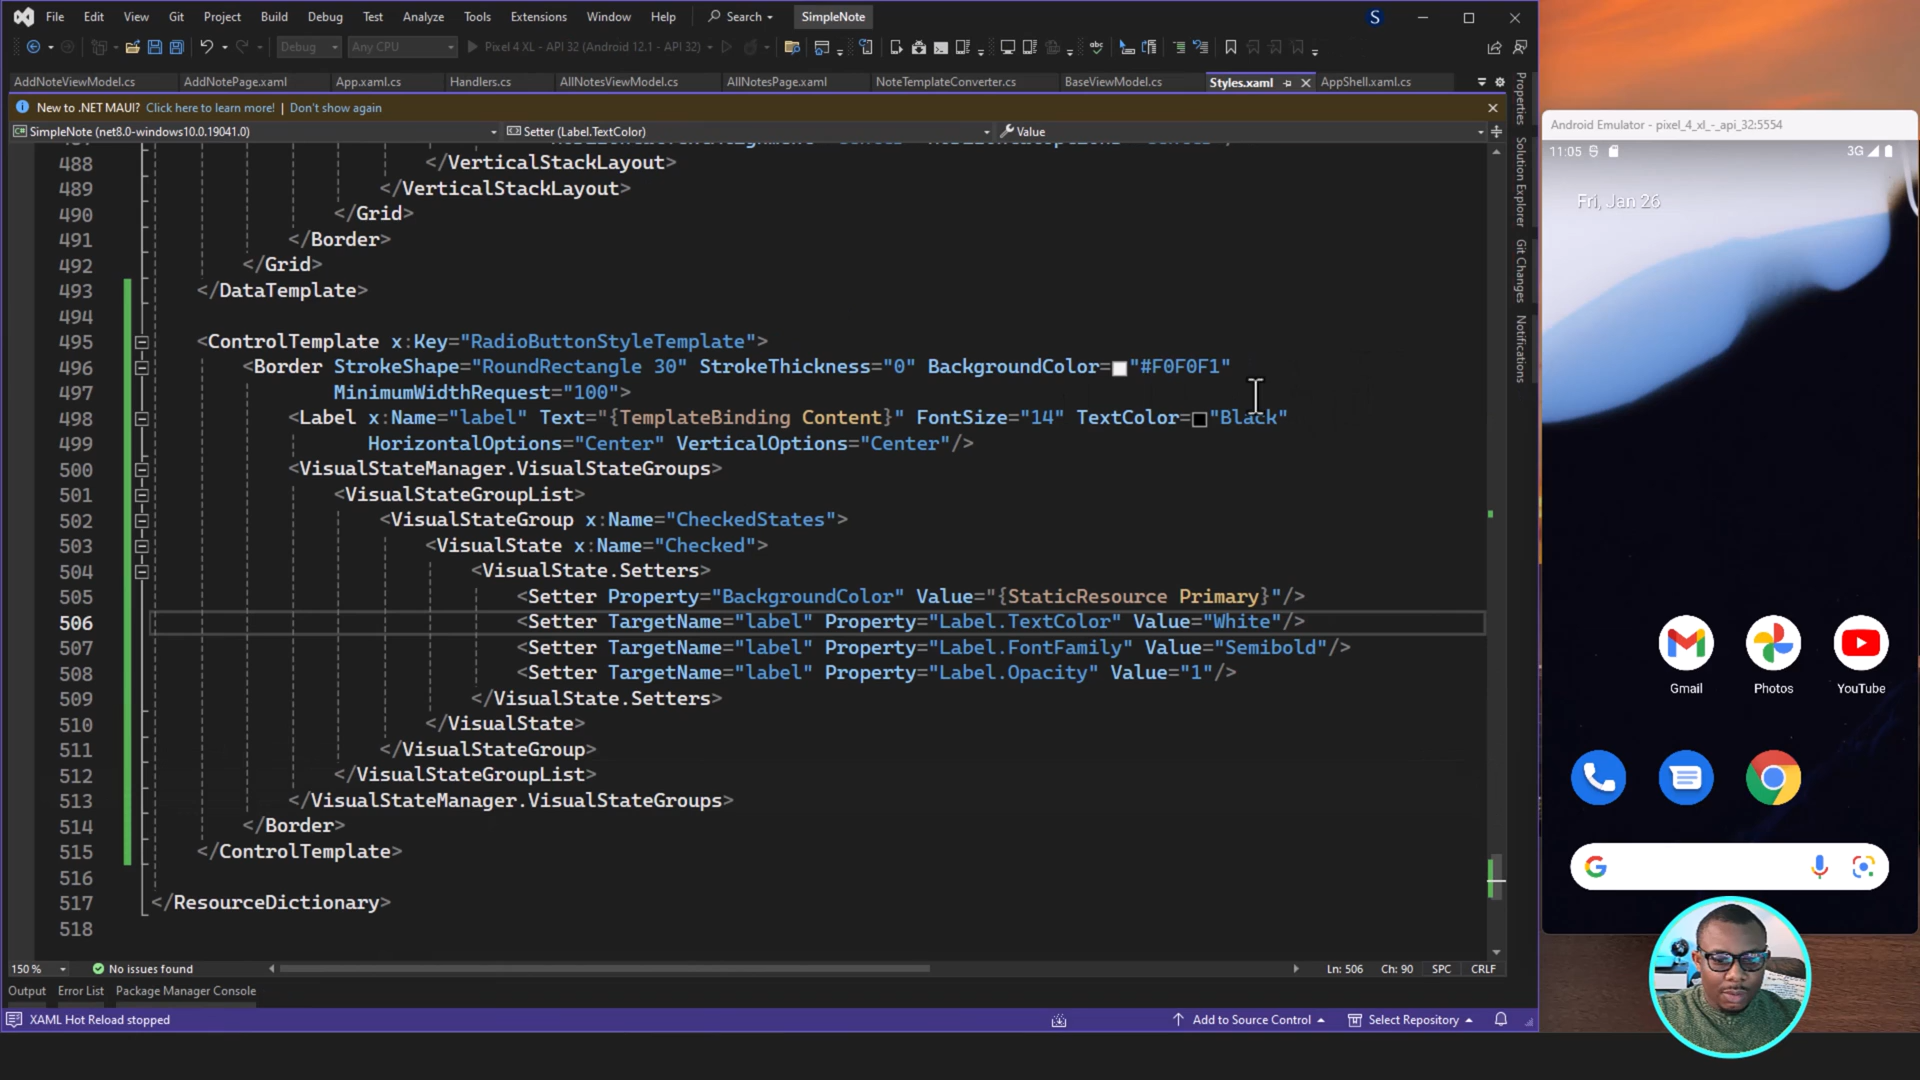 File Edit View Git Project Build Debug Test Analyze Tools Extensions Window Help Search SimpleNote S
Debug Any CPU Pixel 4 XL - API 32 (Android 12.1 - API 32)
AddNoteViewModel.cs AddNotePage.xaml App.xaml.cs Handlers.cs AllNotesViewModel.cs AllNotesPage.xaml NoteTemplateConverter.cs BaseViewModel.cs Styles.xaml AppShell.xaml.cs
New to .NET MAUI? Click here to learn more! | Don't show again
SimpleNote (net8.0-windows10.0.19041.0) Setter (Label.TextColor) Value
488 </VerticalStackLayout>
489 </VerticalStackLayout>
490 </Grid>
491 </Border>
492 </Grid>
493 </DataTemplate>
494
495 <ControlTemplate x:Key="RadioButtonStyleTemplate">
496 <Border StrokeShape="RoundRectangle 30" StrokeThickness="0" BackgroundColor="#F0F0F1"
497 MinimumWidthRequest="100">
498 <Label x:Name="label" Text="{TemplateBinding Content}" FontSize="14" TextColor="Black"
499 HorizontalOptions="Center" VerticalOptions="Center"/>
500 <VisualStateManager.VisualStateGroups>
501 <VisualStateGroupList>
502 <VisualStateGroup x:Name="CheckedStates">
503 <VisualState x:Name="Checked">
504 <VisualState.Setters>
505 <Setter Property="BackgroundColor" Value="{StaticResource Primary}"/>
506 <Setter TargetName="label" Property="Label.TextColor" Value="White"/>
507 <Setter TargetName="label" Property="Label.FontFamily" Value="Semibold"/>
508 <Setter TargetName="label" Property="Label.Opacity" Value="1"/>
509 </VisualState.Setters>
510 </VisualState>
511 </VisualStateGroup>
512 </VisualStateGroupList>
513 </VisualStateManager.VisualStateGroups>
514 </Border>
515 </ControlTemplate>
516
517 </ResourceDictionary>
518
150 % No issues found Ln: 506 Ch: 90 SPC CRLF
Output Error List Package Manager Console
XAML Hot Reload stopped Add to Source Control Select Repository
Properties
Solution Explorer
Git Changes
Notifications
Android Emulator - pixel_4_xl_-_api_32:5554
11:05 3G
Fri, Jan 26
Gmail Photos YouTube